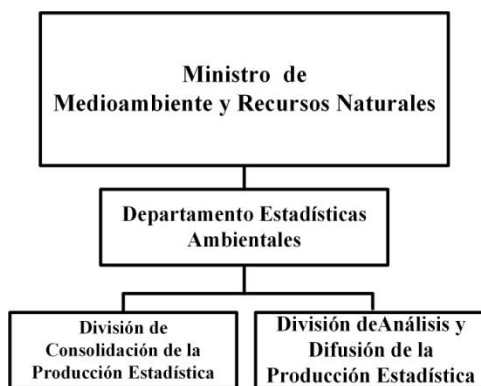 Ministro de
Medioambiente y Recursos Naturales
Departamento Estadísticas
Ambientales
División de
Consolidación de la
Producción Estadística
División deAnálisis y
Difusión de la
Producción Estadística